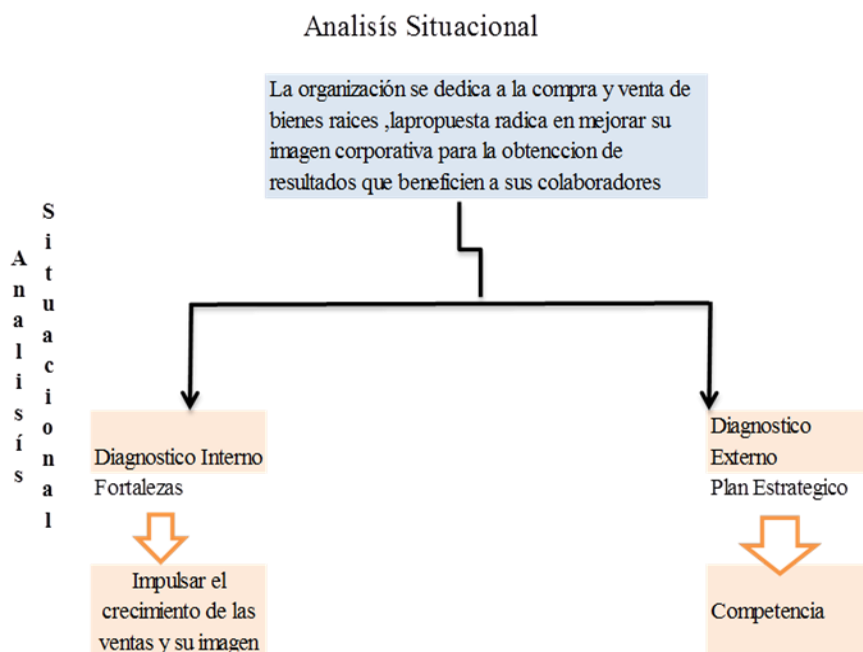 Analisís Situacional
La organización se dedica a la compra y venta de
bienes raices ,lapropuesta radica en mejorar su
imagen corporativa para la obtenccion de
resultados que beneficien a sus colaboradores
Analisís
Situacional
Diagnostico Interno
Fortalezas
Impulsar el
crecimiento de las
ventas y su imagen
Diagnostico
Externo
Plan Estrategico
Competencia